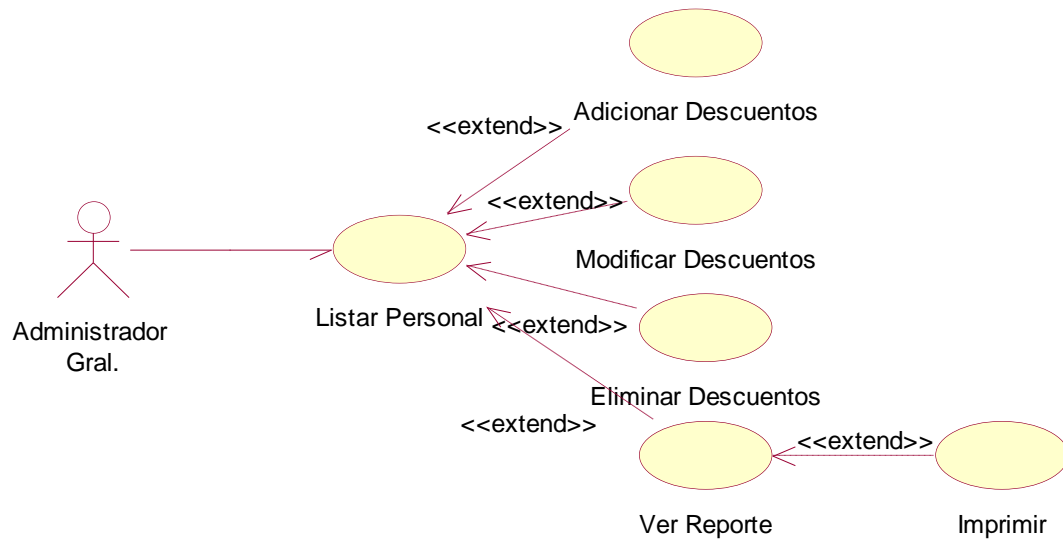 Adicionar Descuentos
<<extend>>
<<extend>>
Modificar Descuentos
Administrador
Gral.
Listar Personal
<<extend>>
Eliminar Descuentos
<<extend>>
<<extend>>
Ver Reporte
Imprimir